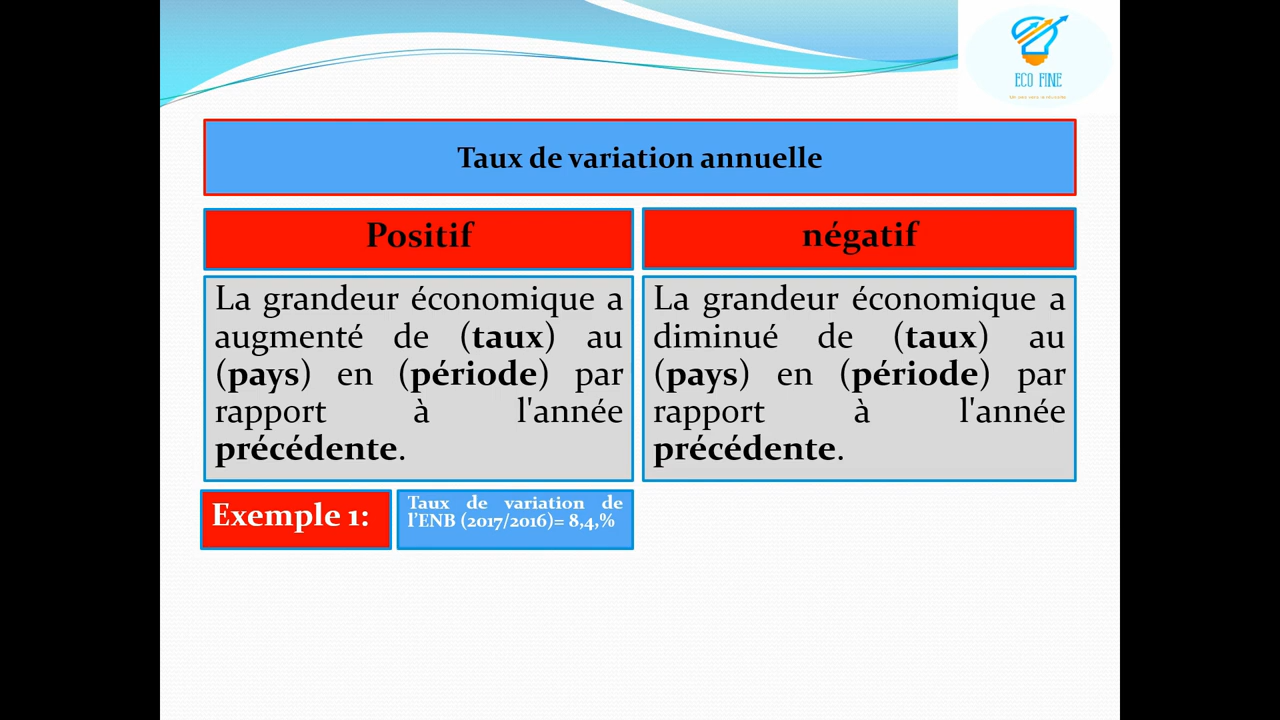 ECO FINE
Taux de variation annuelle
Positif
négatif
La grandeur économique a
augmenté de (taux) au
(pays) en (période) par
rapport à l'année
précédente.
La grandeur économique a
diminué de (taux) au
(pays) en (période) par
rapport à l'année
précédente.
Exemple 1:
Taux de variation de
l’ENB (2017/2016)= 8,4,%